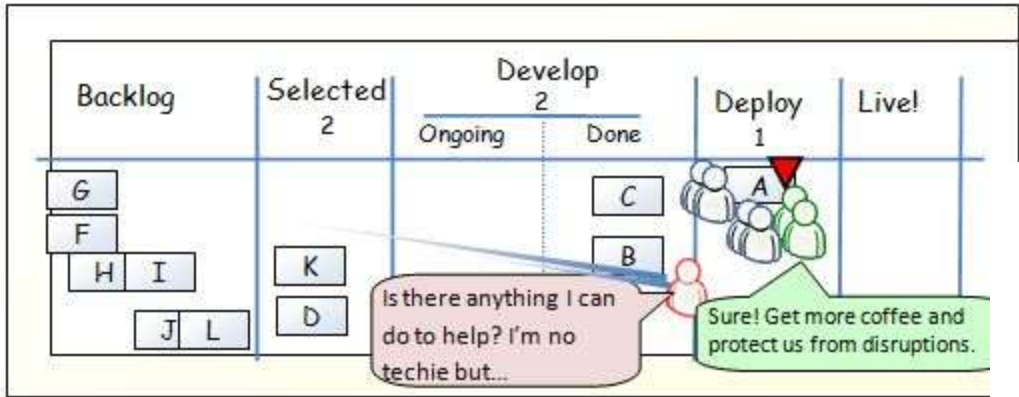 Backlog
Selected
2
Develop
2
Ongoing
Done
Deploy
1
Live!
G
F
H I
J L
K
D
C
B
A
Is there anything I can
do to help? I'm no
techie but...
Sure! Get more coffee and
protect us from disruptions.